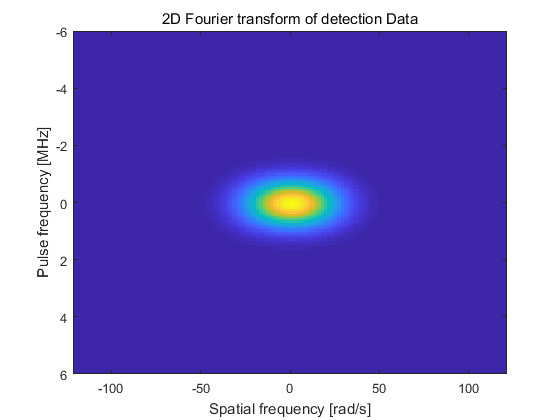 2D Fourier transform of detection Data
-6
-4
-2
0
2
4
6
Pulse frequency [MHz]
-100 -50 0 50 100
Spatial frequency [rad/s]